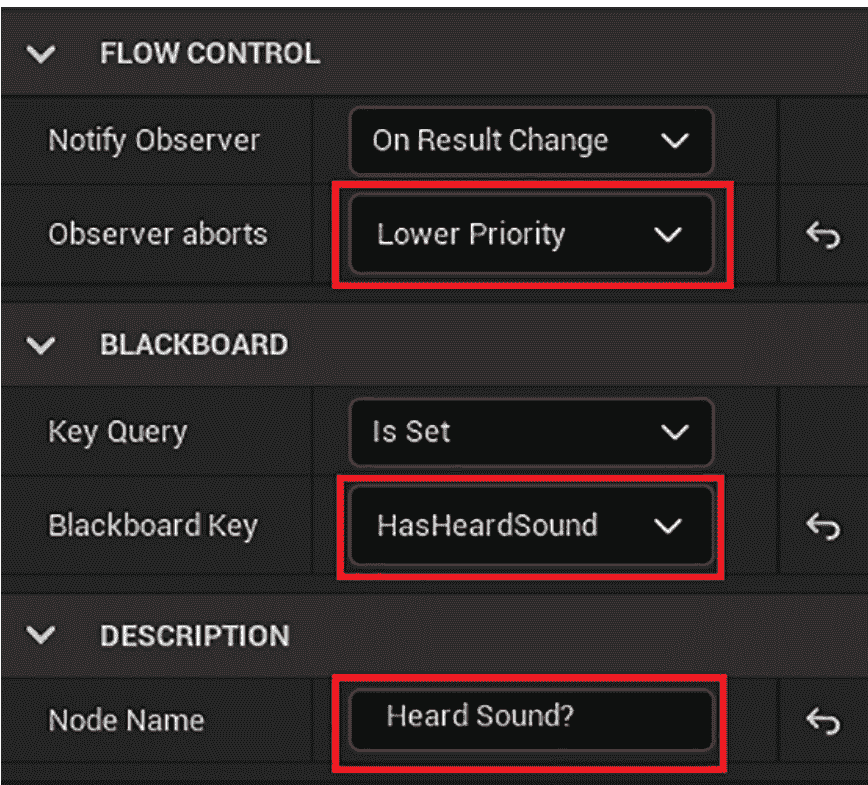 FLOW CONTROL
Notify Observer On Result Change
Observer aborts Lower Priority
BLACKBOARD
Key Query Is Set
Blackboard Key HasHeardSound
DESCRIPTION
Node Name Heard Sound?